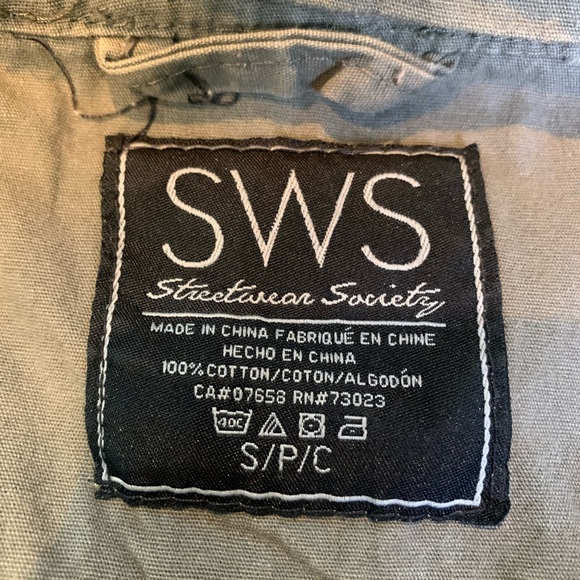 SWS
Streetwear Society
MADE IN CHINA FABRIQUÉ EN CHINE
HECHO EN CHINA
100% COTTON/COTON/ALGODÓN
CA#07658 RN#73023
40C
S/P/C